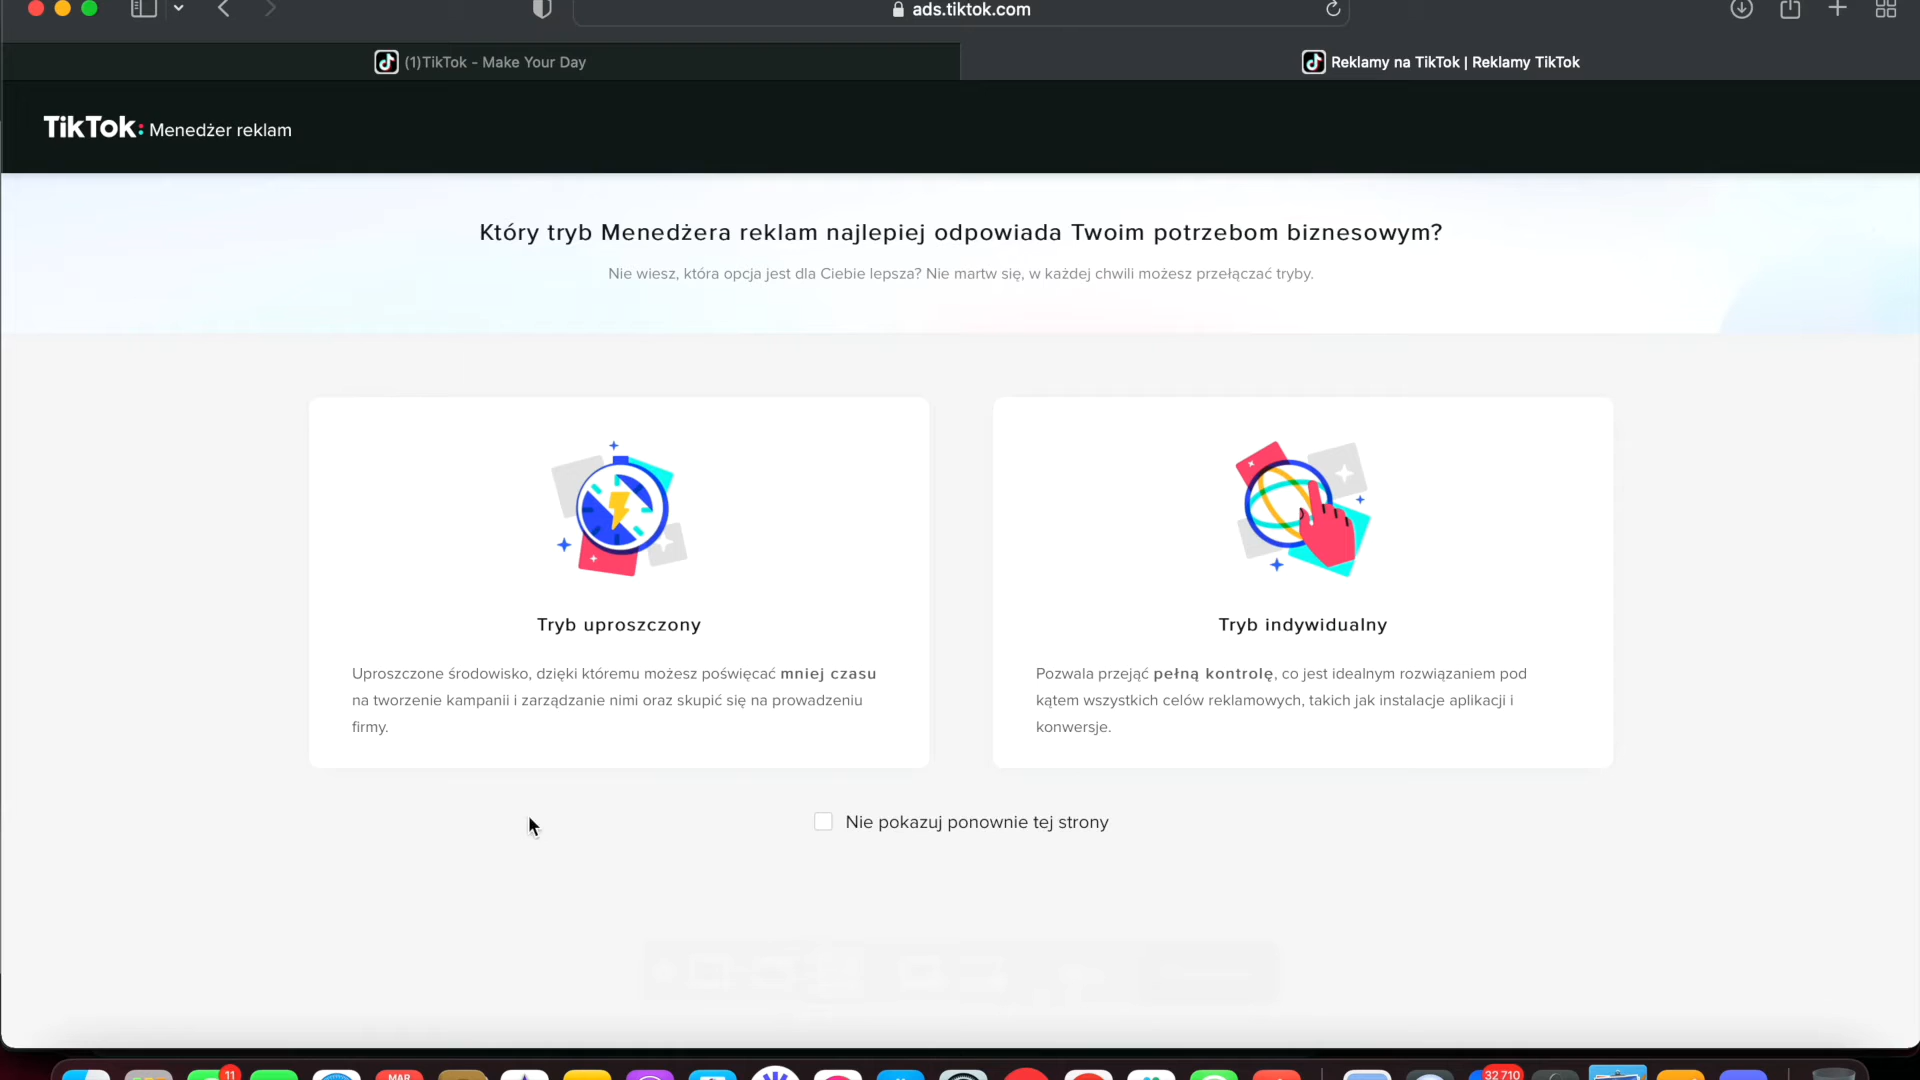 ads.tiktok.com
(1)TikTok - Make Your Day
Reklamy na TikTok | Reklamy TikTok
TikTok: Menedżer reklam
Który tryb Menedżera reklam najlepiej odpowiada Twoim potrzebom biznesowym?
Nie wiesz, która opcja jest dla Ciebie lepsza? Nie martw się, w każdej chwili możesz przełączać tryby.
Tryb uproszczony
Uproszczone środowisko, dzięki któremu możesz poświęcać mniej czasu
na tworzenie kampanii i zarządzanie nimi oraz skupić się na prowadzeniu
firmy.
Tryb indywidualny
Pozwala przejąć pełną kontrolę, co jest idealnym rozwiązaniem pod
kątem wszystkich celów reklamowych, takich jak instalacje aplikacji i
konwersje.
Nie pokazuj ponownie tej strony
11
MAR
32 710